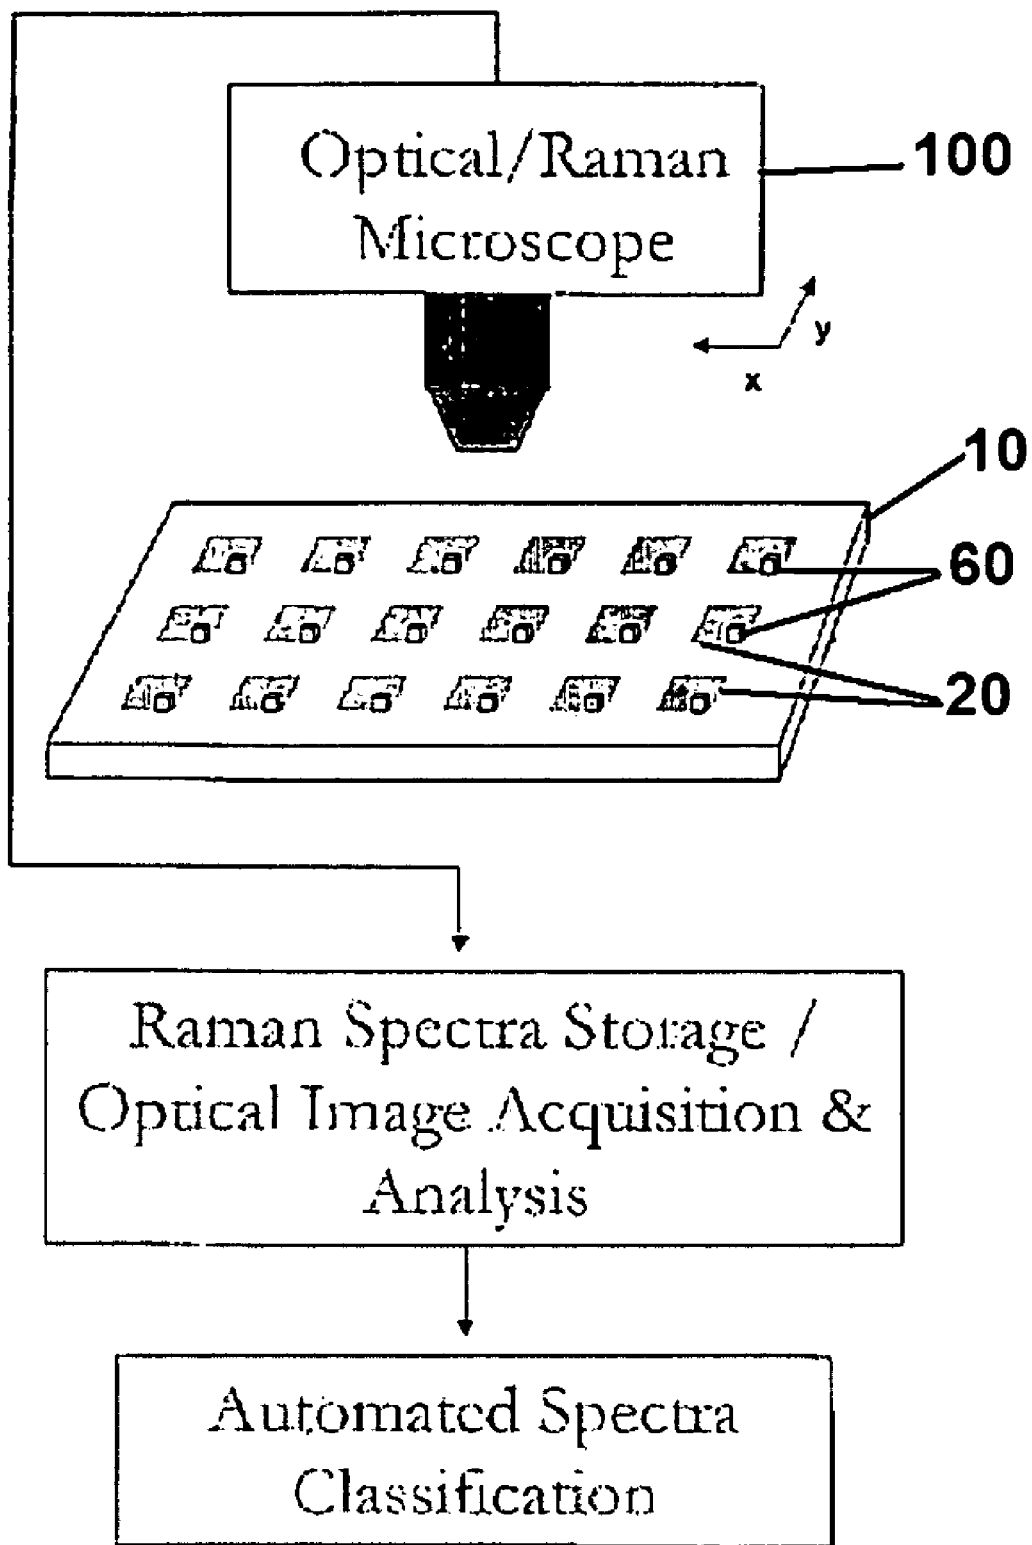 Optical/Raman
Microscope
100
y
x
10
60
20
Raman Spectra Storage /
Optical Image Acquisition &
Analysis
Automated Spectra
Classification